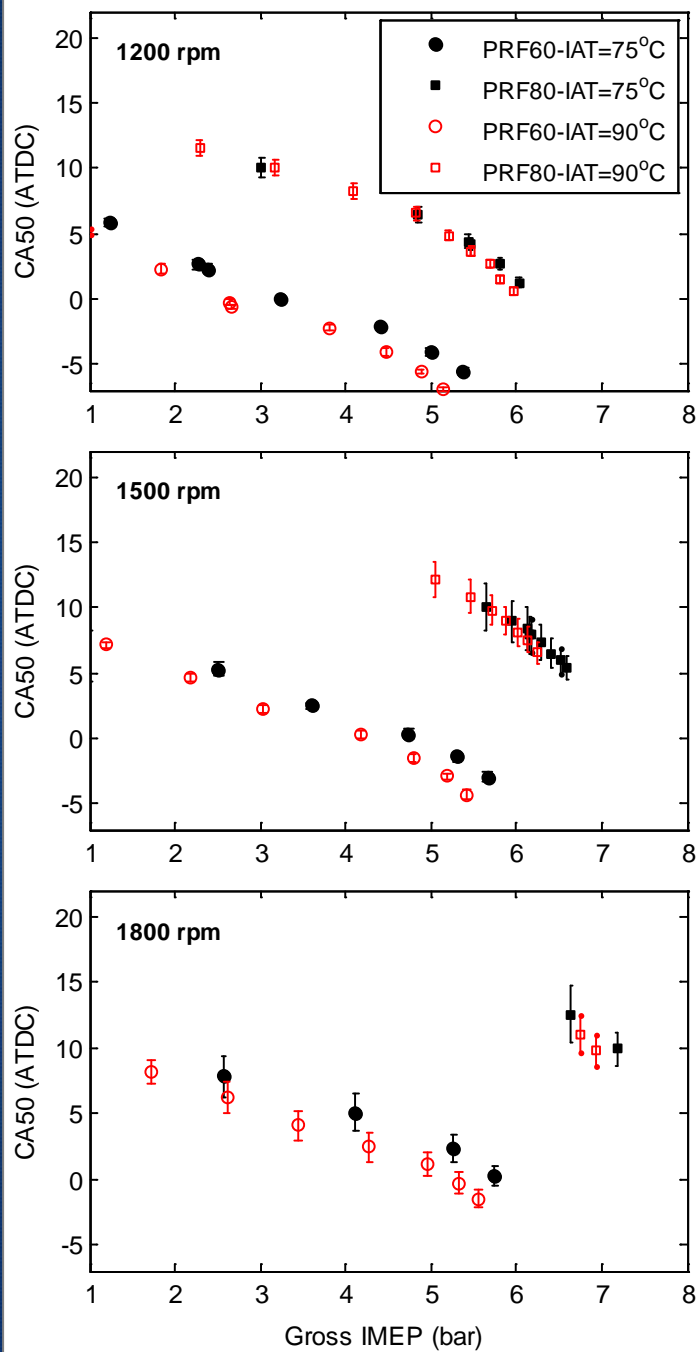 20
15
10
5
0
-5
CA50 (ATDC)
1200 rpm
PRF60-IAT=75°C
PRF80-IAT=75°C
PRF60-IAT=90°C
PRF80-IAT=90°C
1 2 3 4 5 6 7 8
20
15
10
5
0
-5
CA50 (ATDC)
1500 rpm
1 2 3 4 5 6 7 8
20
15
10
5
0
-5
CA50 (ATDC)
1800 rpm
1 2 3 4 5 6 7 8
Gross IMEP (bar)